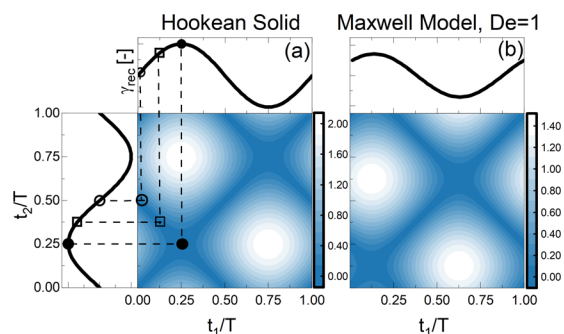 Hookean Solid
Maxwell Model, De=1
(a)
(b)
γrec [-]
t2/T
1.00
0.75
0.50
0.25
0.00
0.00 0.25 0.50 0.75 1.00
t1/T
2.00
1.60
1.20
0.80
0.40
0.00
0.25 0.50 0.75 1.00
t1/T
1.40
1.20
1.00
0.80
0.60
0.40
0.20
0.00